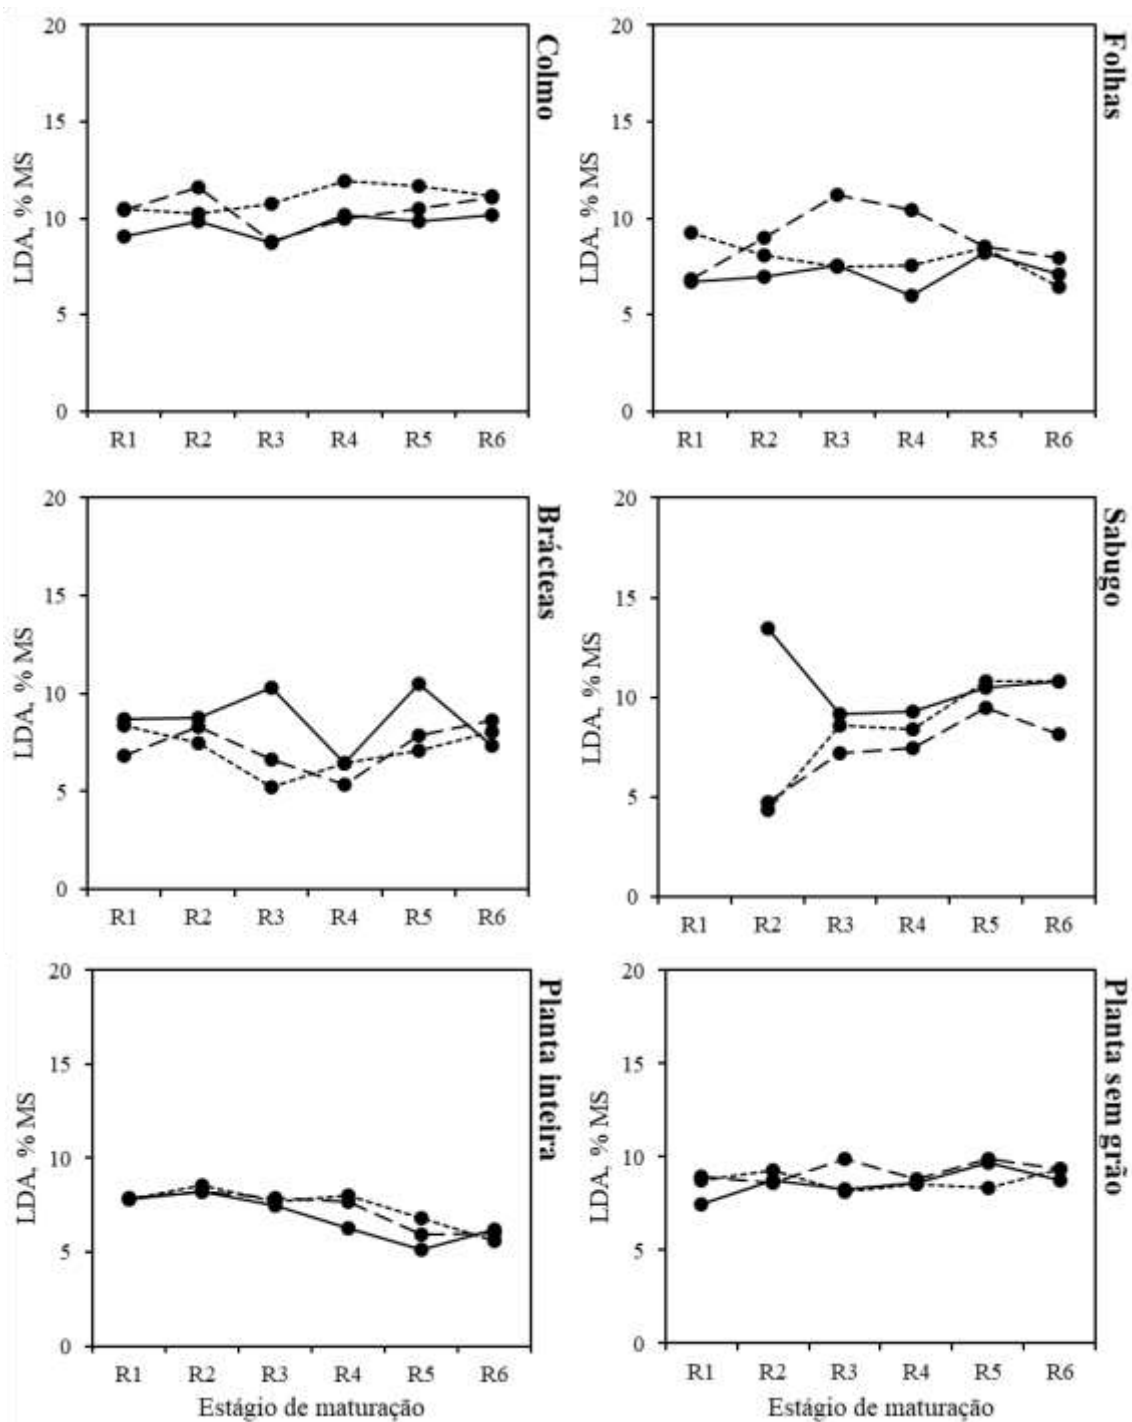 Colmo
LDA, % MS
20
15
10
5
0
R1 R2 R3 R4 R5 R6
Folhas
LDA, % MS
20
15
10
5
0
R1 R2 R3 R4 R5 R6
Brácteas
LDA, % MS
20
15
10
5
0
R1 R2 R3 R4 R5 R6
Sabugo
LDA, % MS
20
15
10
5
0
R1 R2 R3 R4 R5 R6
Planta inteira
LDA, % MS
20
15
10
5
0
R1 R2 R3 R4 R5 R6
Estágio de maturação
Planta sem grão
LDA, % MS
20
15
10
5
0
R1 R2 R3 R4 R5 R6
Estágio de maturação